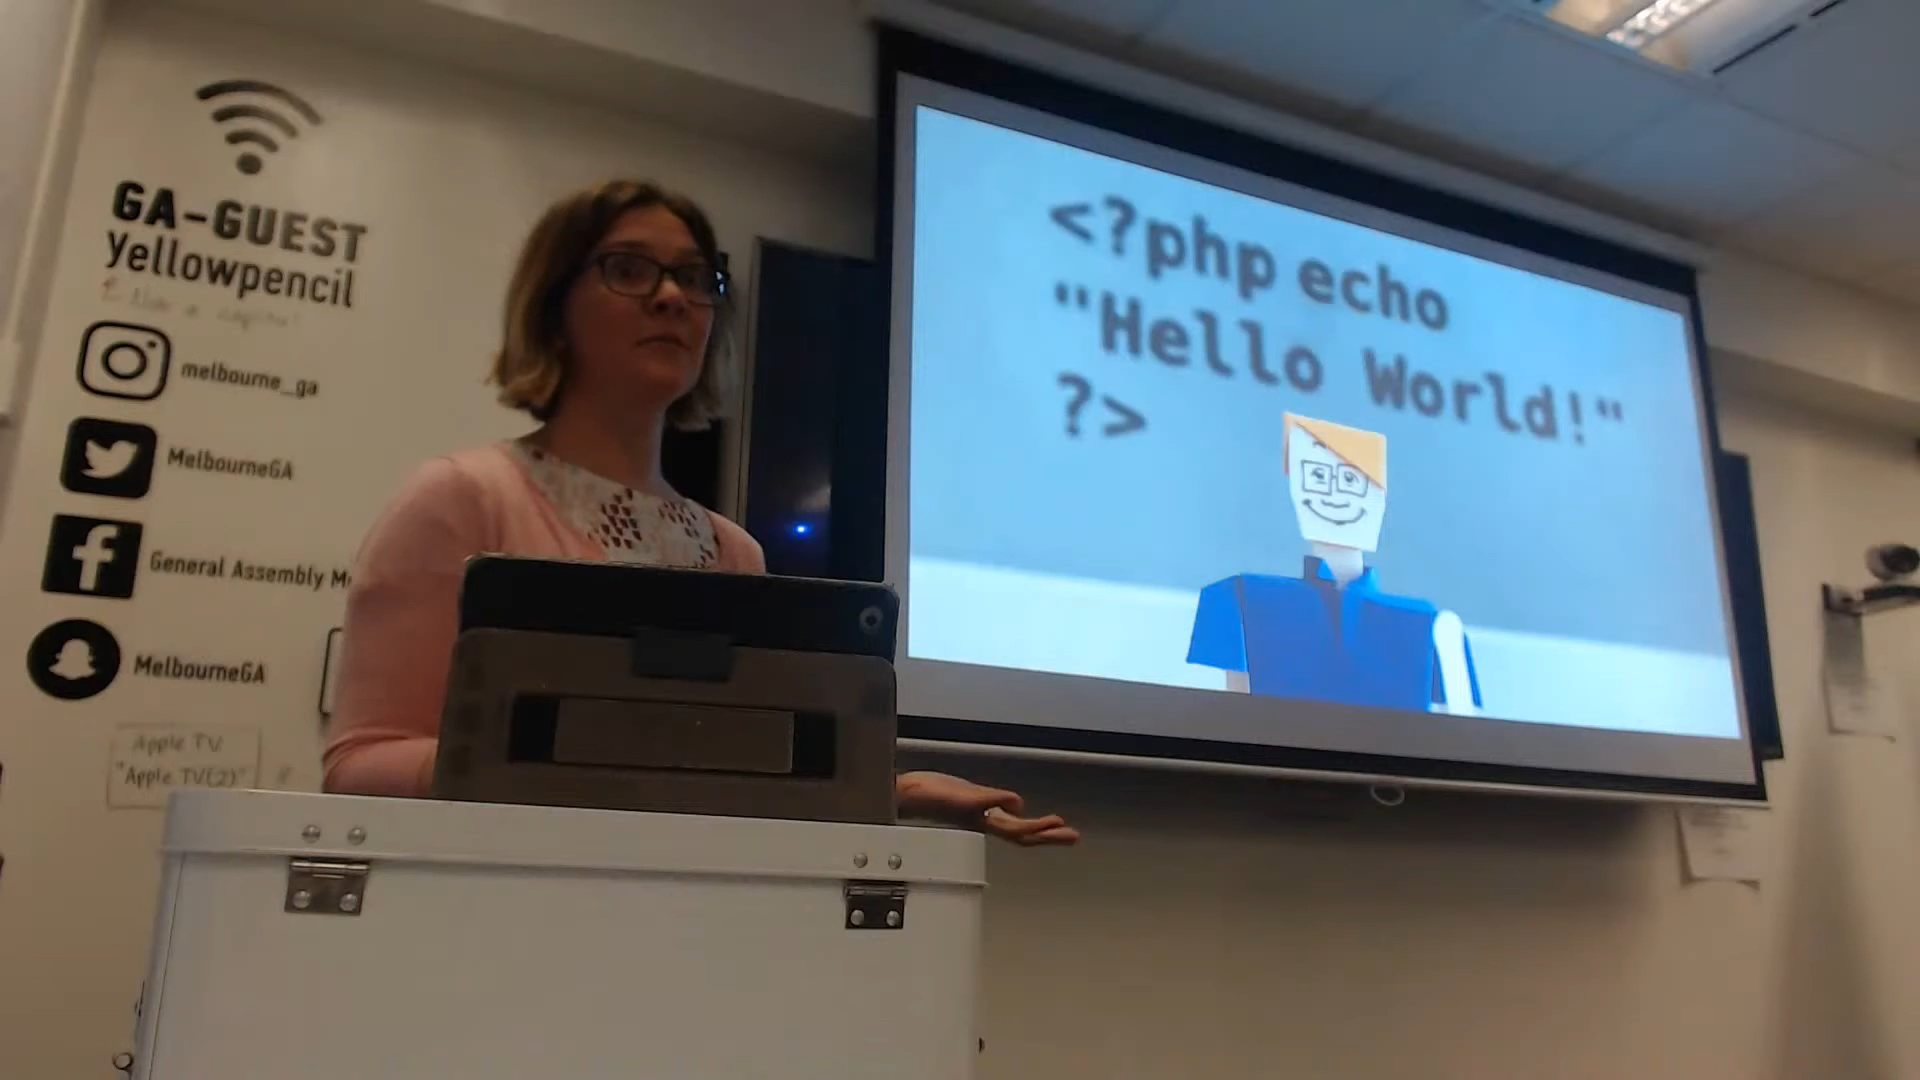 GA-GUEST
yellowpencil
melbourne_ga
MelbourneGA
General Assembly
MelbourneGA
Apple TV
"Apple TV(2)"
<?php echo
"Hello World!"
?>